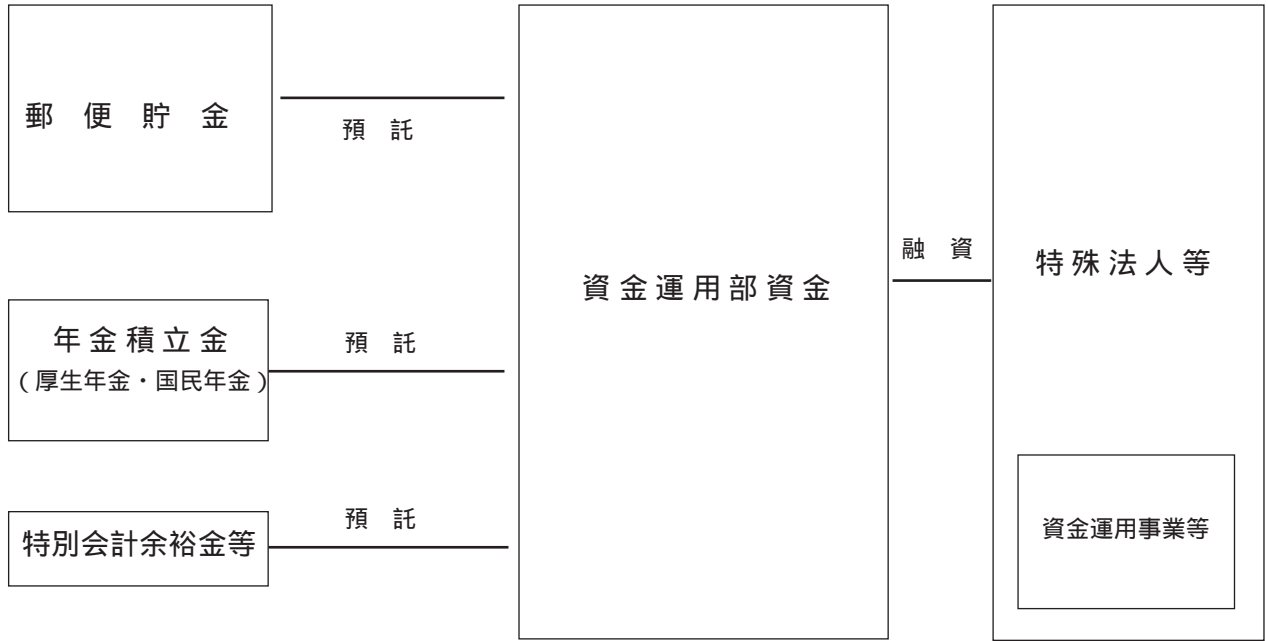 郵便貯金
預託
年金積立金
(厚生年金・国民年金)
預託
特別会計余裕金等
預託
資金運用部資金
融資
特殊法人等
資金運用事業等